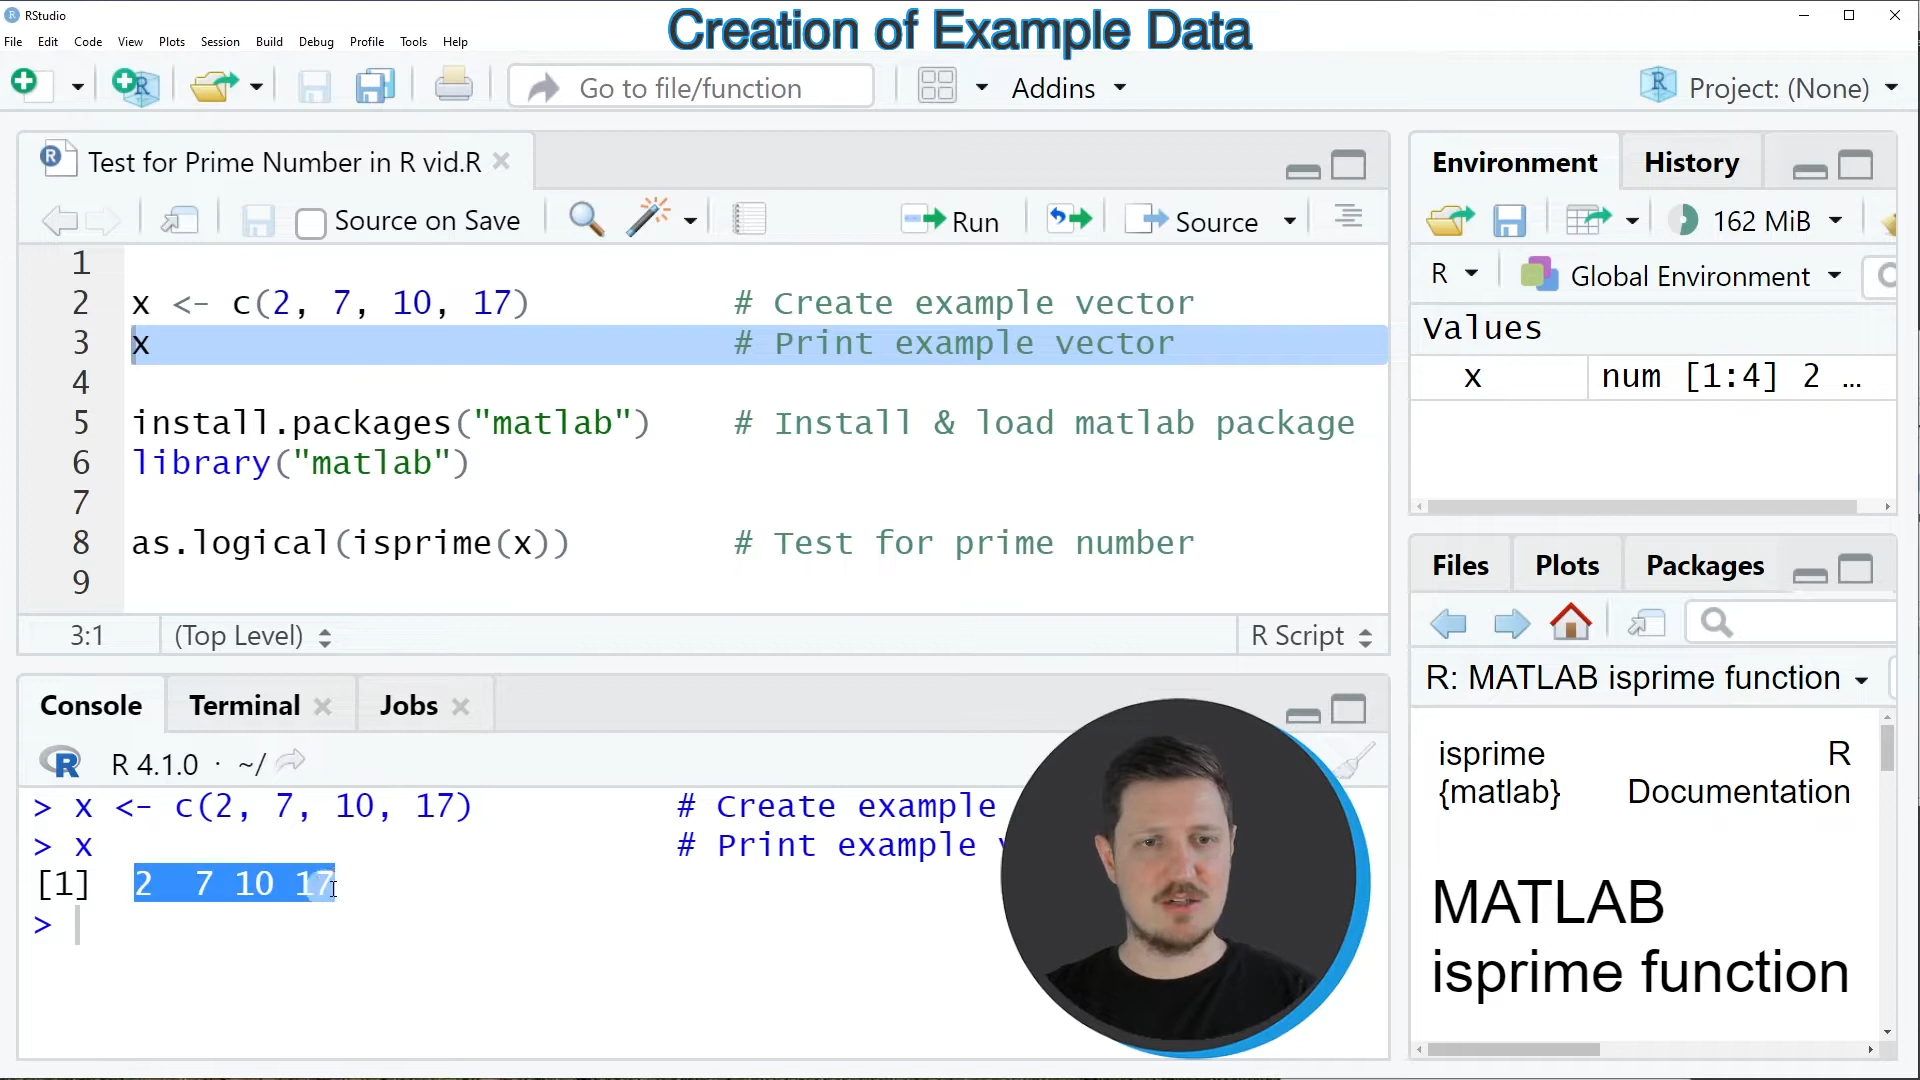 RStudio
Creation of Example Data
File Edit Code View Plots Session Build Debug Profile Tools Help
Go to file/function
Addins
Project: (None)
Test for Prime Number in R vid.R
Source on Save
Run
Source
1
2 x <- c(2, 7, 10, 17) # Create example vector
3 x # Print example vector
4
5 install.packages("matlab") # Install & load matlab package
6 library("matlab")
7
8 as.logical(isprime(x)) # Test for prime number
9
3:1 (Top Level) R Script
Console Terminal Jobs
R 4.1.0 · ~/
> x <- c(2, 7, 10, 17) # Create example
> x # Print example
[1] 2 7 10 17
>
Environment History
162 MiB
R Global Environment
Values
x num [1:4] 2 …
Files Plots Packages
R: MATLAB isprime function
isprime R
{matlab} Documentation
MATLAB
isprime function